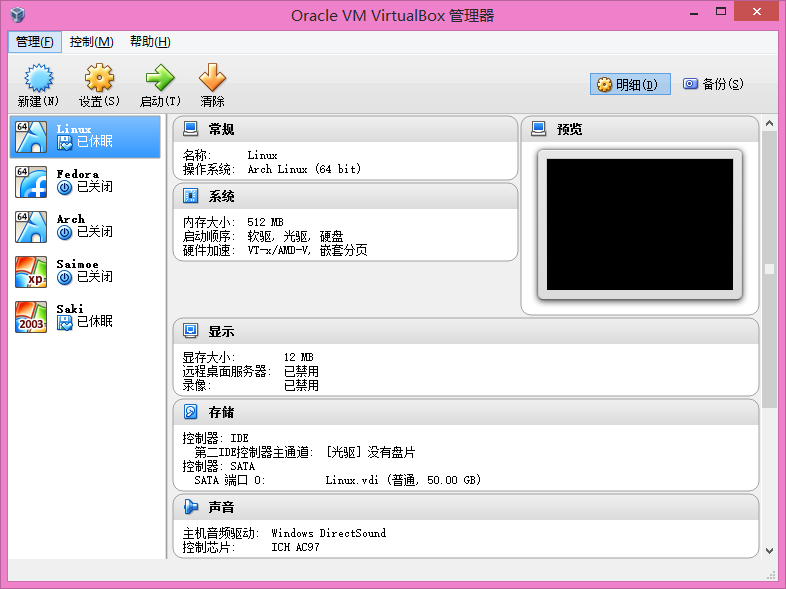 Oracle VM VirtualBox 管理器
管理(F) 控制(M) 帮助(H)
新建(N) 设置(S) 启动(T) 清除 明细(D) 备份(S)
64 Linux
已休眠
64 Fedora
已关闭
64 Arch
已关闭
xp Saimoe
已关闭
2003 Saki
已休眠
常规
名称: Linux
操作系统: Arch Linux (64 bit)
系统
内存大小: 512 MB
启动顺序: 软驱, 光驱, 硬盘
硬件加速: VT-x/AMD-V, 嵌套分页
预览
显示
显存大小: 12 MB
远程桌面服务器: 已禁用
录像: 已禁用
存储
控制器: IDE
第二IDE控制器主通道: [光驱] 没有盘片
控制器: SATA
SATA 端口 0: Linux.vdi (普通, 50.00 GB)
声音
主机音频驱动: Windows DirectSound
控制芯片: ICH AC97